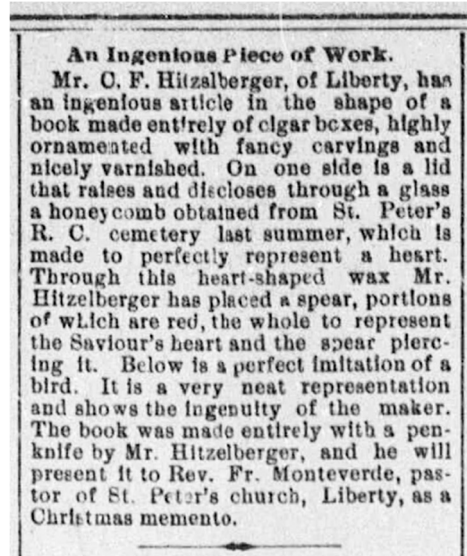 An Ingenious Piece of Work.
Mr. C. F. Hitzalberger, of Liberty, has
an ingenious article in the shape of a
book made entirely of cigar boxes, highly
ornamented with fancy carvings and
nicely varnished. On one side is a lid
that raises and discloses through a glass
a honeycomb obtained from St. Peter's
R. C. cemetery last summer, which is
made to perfectly represent a heart.
Through this heart-shaped wax Mr.
Hitzelberger has placed a spear, portions
of which are red, the whole to represent
the Saviour's heart and the spear pierc-
ing it. Below is a perfect imitation of a
bird. It is a very neat representation
and shows the ingenuity of the maker.
The book was made entirely with a pen-
knife by Mr. Hitzelberger, and he will
present it to Rev. Fr. Monteverde, pas-
tor of St. Peter's church, Liberty, as a
Christmas memento.